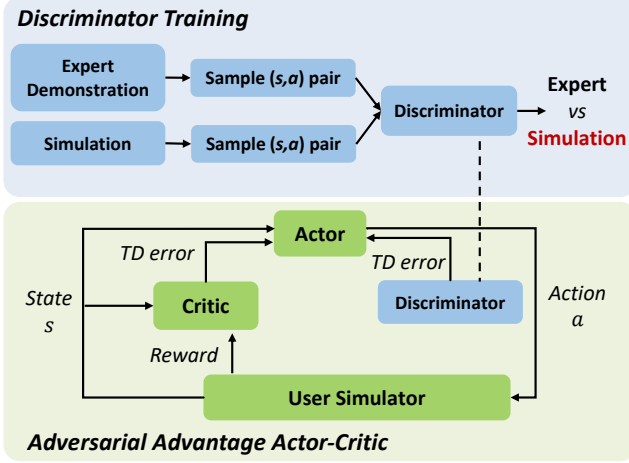 Discriminator Training
Expert
Demonstration
Sample (s,a) pair
Simulation
Sample (s,a) pair
Discriminator
Expert
vs
Simulation
Actor
TD error
TD error
State
s
Critic
Discriminator
Action
a
Reward
User Simulator
Adversarial Advantage Actor-Critic